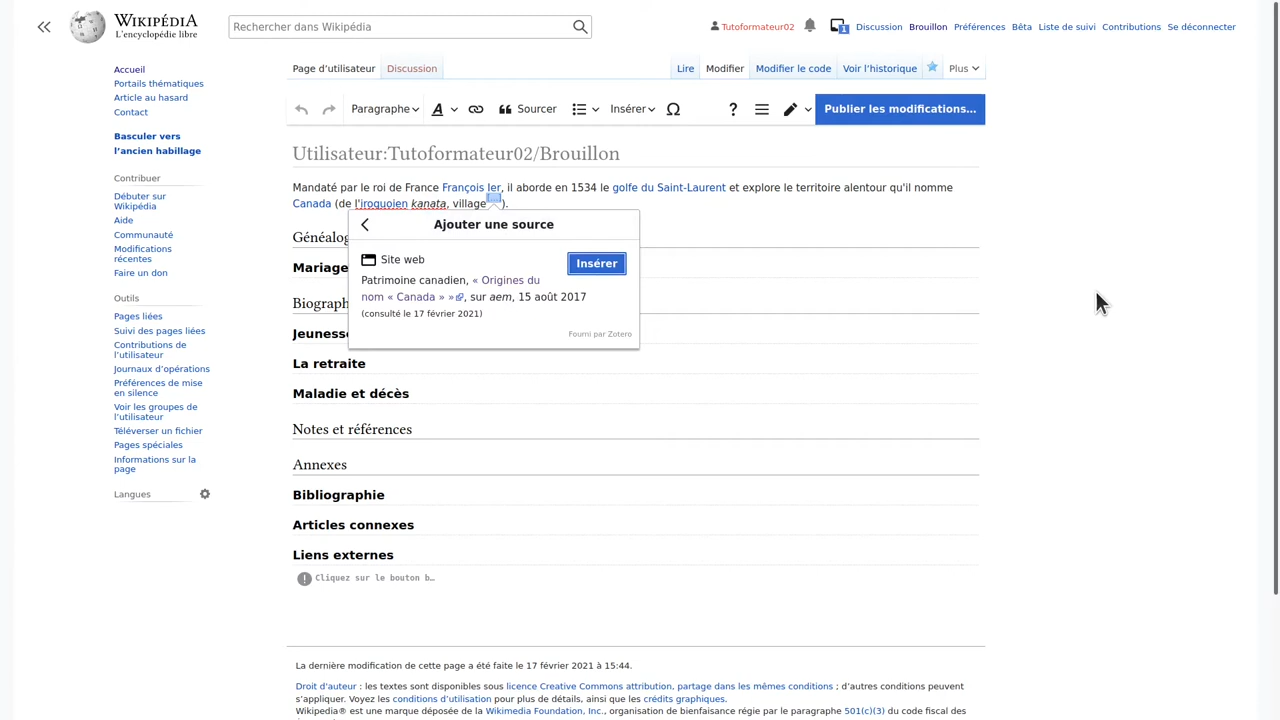 WIKIPÉDIA
L'encyclopédie libre
Rechercher dans Wikipédia
Tutoformateur02
1
Discussion
Brouillon
Préférences
Bêta
Liste de suivi
Contributions
Se déconnecter
Accueil
Portails thématiques
Article au hasard
Contact
Basculer vers
l'ancien habillage
Contribuer
Débuter sur
Wikipédia
Aide
Communauté
Modifications
récentes
Faire un don
Outils
Pages liées
Suivi des pages liées
Contributions de
l'utilisateur
Journaux d'opérations
Préférences de mise
en silence
Voir les groupes de
l'utilisateur
Téléverser un fichier
Pages spéciales
Informations sur la
page
Langues
Page d'utilisateur
Discussion
Lire
Modifier
Modifier le code
Voir l'historique
Plus
Paragraphe
A
Sourcer
Insérer
Ω
?
Publier les modifications…
Utilisateur:Tutoformateur02/Brouillon
Mandaté par le roi de France François Ier, il aborde en 1534 le golfe du Saint-Laurent et explore le territoire alentour qu'il nomme
Canada (de l'iroquoien kanata, village ).
Ajouter une source
Site web
Insérer
Patrimoine canadien, « Origines du
nom « Canada » », sur aem, 15 août 2017
(consulté le 17 février 2021)
Fourni par Zotero
Généalog
Mariage
Biograph
Jeuness
La retraite
Maladie et décès
Notes et références
Annexes
Bibliographie
Articles connexes
Liens externes
Cliquez sur le bouton b…
La dernière modification de cette page a été faite le 17 février 2021 à 15:44.
Droit d'auteur : les textes sont disponibles sous licence Creative Commons attribution, partage dans les mêmes conditions ; d'autres conditions peuvent
s'appliquer. Voyez les conditions d'utilisation pour plus de détails, ainsi que les crédits graphiques.
Wikipedia® est une marque déposée de la Wikimedia Foundation, Inc., organisation de bienfaisance régie par le paragraphe 501(c)(3) du code fiscal des